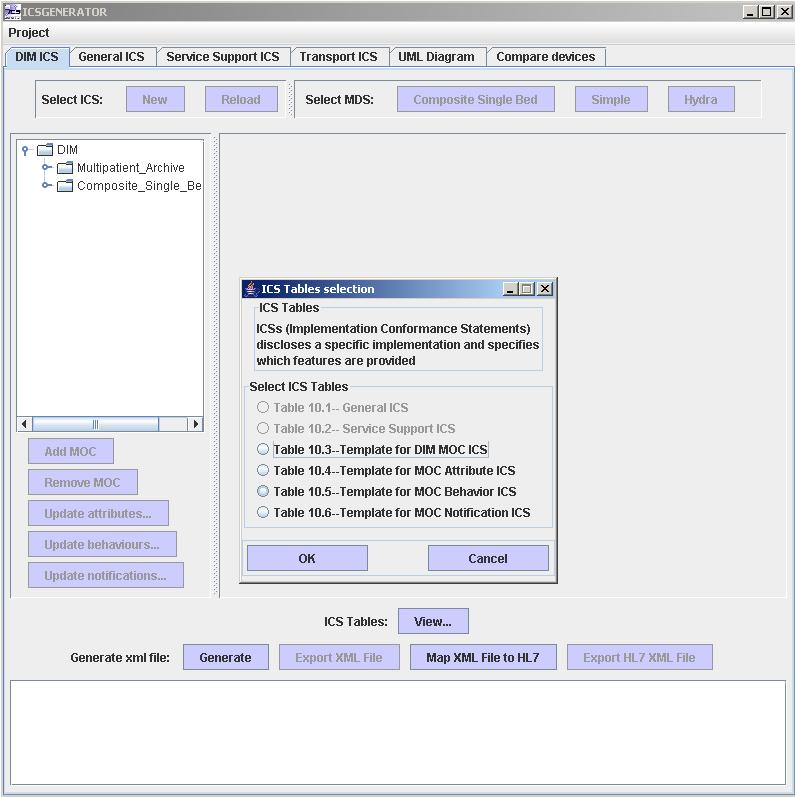 ICSGENERATOR
Project
DIM ICS General ICS Service Support ICS Transport ICS UML Diagram Compare devices
Select ICS: New Reload Select MDS: Composite Single Bed Simple Hydra
DIM
Multipatient_Archive
Composite_Single_Be
ICS Tables selection
ICS Tables
ICSs (Implementation Conformance Statements)
discloses a specific implementation and specifies
which features are provided
Select ICS Tables
Table 10.1-- General ICS
Table 10.2-- Service Support ICS
Table 10.3--Template for DIM MOC ICS
Table 10.4--Template for MOC Attribute ICS
Table 10.5--Template for MOC Behavior ICS
Table 10.6--Template for MOC Notification ICS
OK Cancel
Add MOC
Remove MOC
Update attributes...
Update behaviours...
Update notifications...
ICS Tables: View...
Generate xml file: Generate Export XML File Map XML File to HL7 Export HL7 XML File